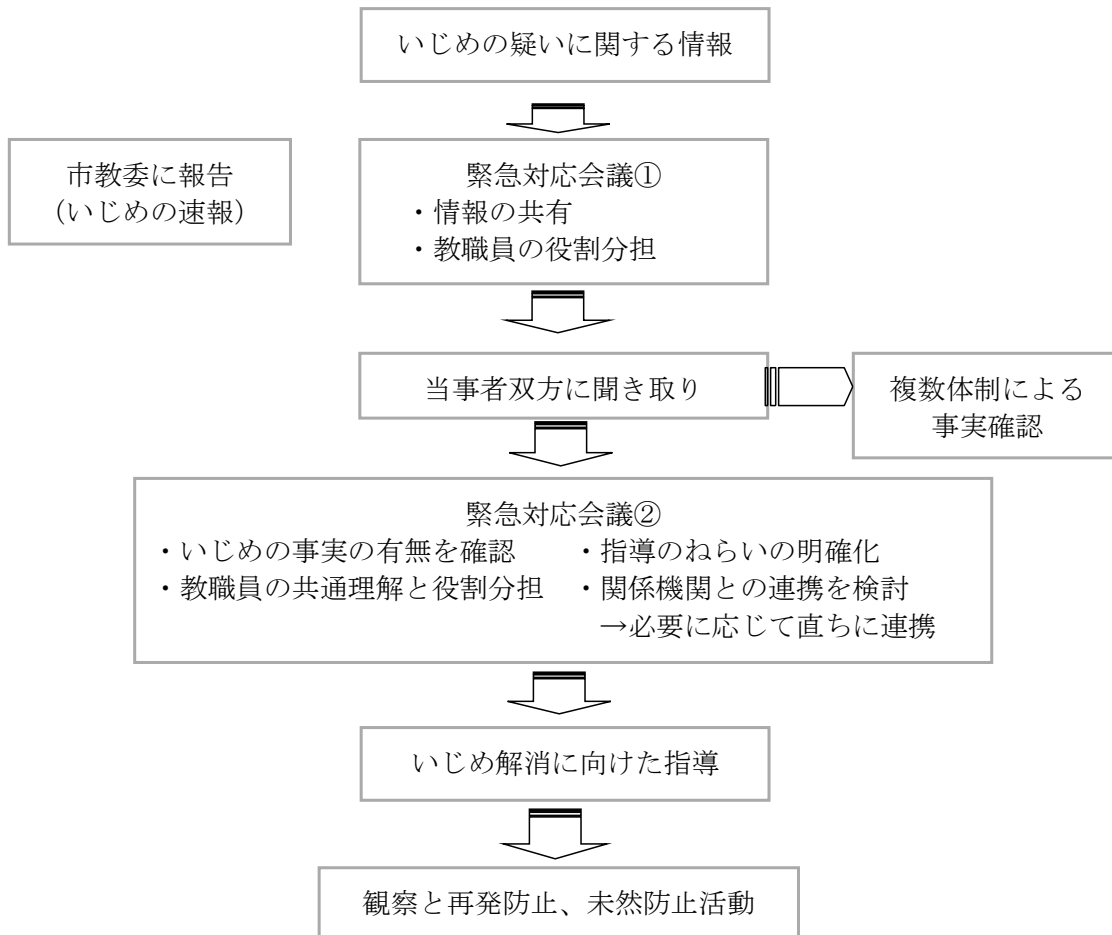 いじめの疑いに関する情報
市教委に報告
（いじめの速報）
緊急対応会議①
・情報の共有
・教職員の役割分担
当事者双方に聞き取り
複数体制による
事実確認
緊急対応会議②
・いじめの事実の有無を確認
・教職員の共通理解と役割分担
・指導のねらいの明確化
・関係機関との連携を検討
→必要に応じて直ちに連携
いじめ解消に向けた指導
観察と再発防止、未然防止活動